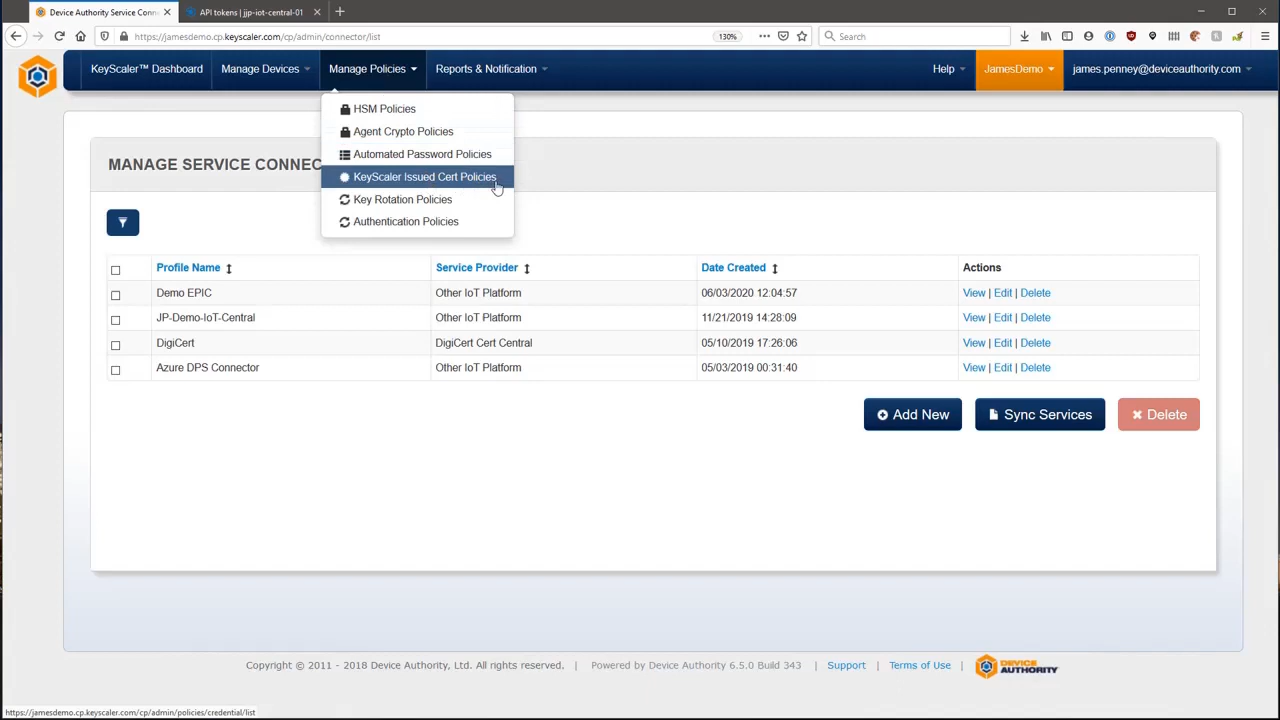 Device Authority Service Conne
API tokens | jjp-iot-central-01
https://jamesdemo.cp.keyscaler.com/cp/admin/connector/list
130%
Search
KeyScaler™ Dashboard
Manage Devices
Manage Policies
Reports & Notification
Help
JamesDemo
james.penney@deviceauthority.com
HSM Policies
Agent Crypto Policies
Automated Password Policies
KeyScaler Issued Cert Policies
Key Rotation Policies
Authentication Policies
MANAGE SERVICE CONNEC
Profile Name Service Provider Date Created Actions
Demo EPIC Other IoT Platform 06/03/2020 12:04:57 View | Edit | Delete
JP-Demo-IoT-Central Other IoT Platform 11/21/2019 14:28:09 View | Edit | Delete
DigiCert DigiCert Cert Central 05/10/2019 17:26:06 View | Edit | Delete
Azure DPS Connector Other IoT Platform 05/03/2019 00:31:40 View | Edit | Delete
Add New
Sync Services
Delete
Copyright © 2011 - 2018 Device Authority, Ltd. All rights reserved. | Powered by Device Authority 6.5.0 Build 343 | Support | Terms of Use |
DEVICE
AUTHORITY
https://jamesdemo.cp.keyscaler.com/cp/admin/policies/credential/list